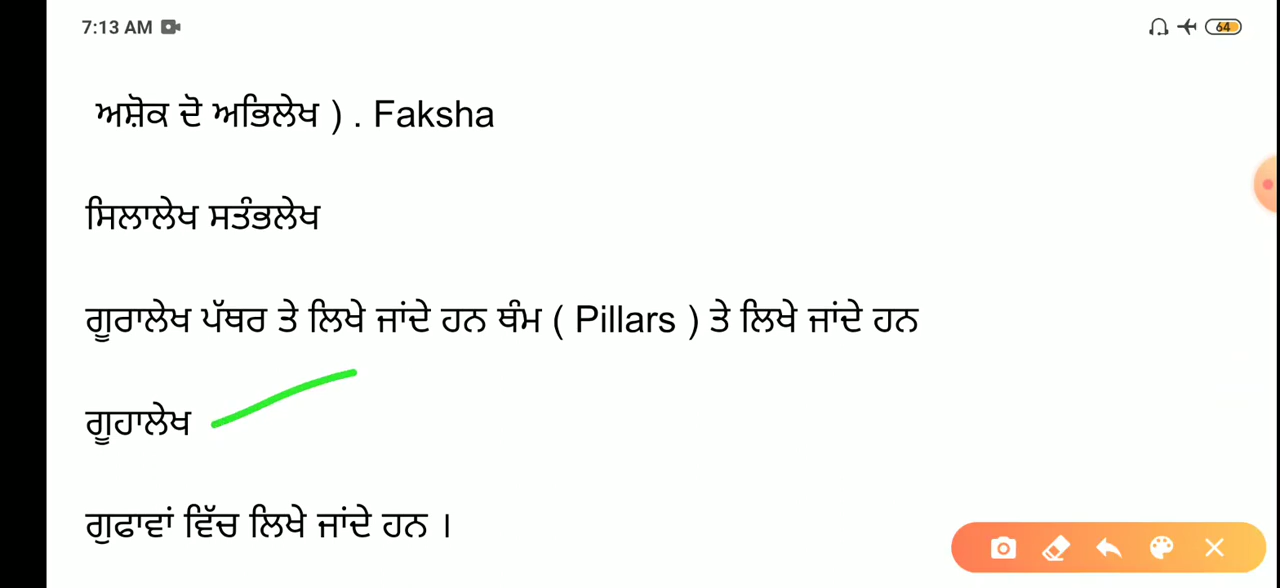 7:13 AM
64
ਅਸ਼ੋਕ ਦੋ ਅਭਿਲੇਖ ) . Faksha
ਸਿਲਾਲੇਖ ਸਤੰਭਲੇਖ
ਗੂਰਾਲੇਖ ਪੱਥਰ ਤੇ ਲਿਖੇ ਜਾਂਦੇ ਹਨ ਥੰਮ ( Pillars ) ਤੇ ਲਿਖੇ ਜਾਂਦੇ ਹਨ
ਗੂਹਾਲੇਖ
ਗੁਫਾਵਾਂ ਵਿੱਚ ਲਿਖੇ ਜਾਂਦੇ ਹਨ ।